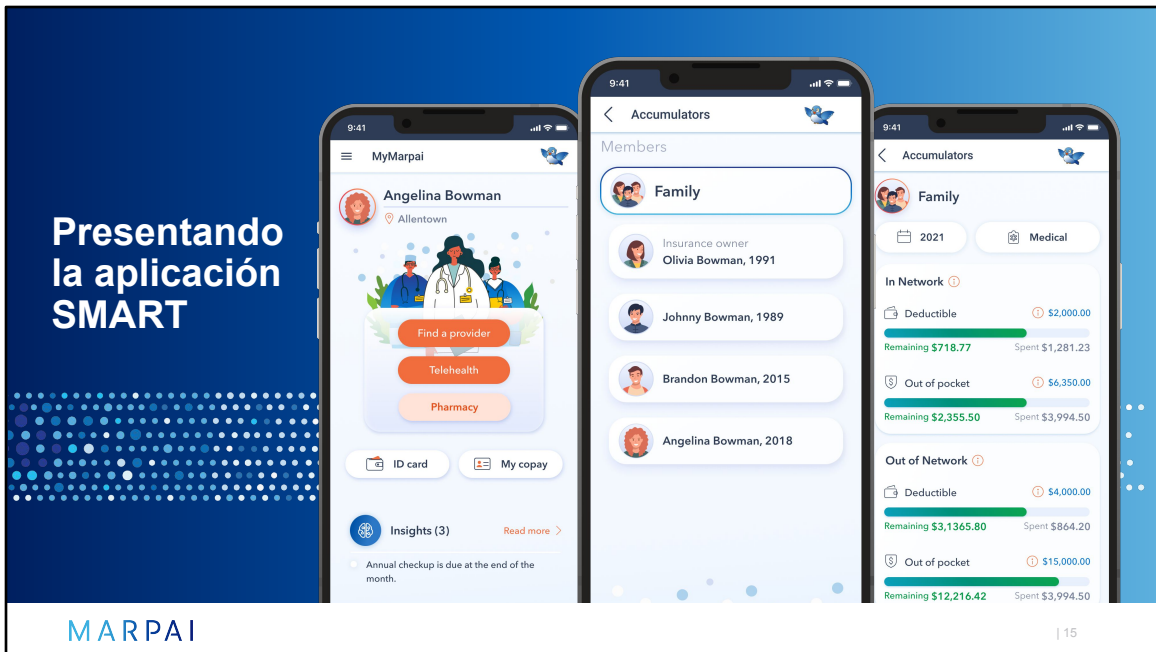 Presentando
la aplicación
SMART
9:41
MyMarpai
Angelina Bowman
Allentown
Find a provider
Telehealth
Pharmacy
ID card
My copay
Insights (3)
Read more >
Annual checkup is due at the end of the
month.
9:41
Accumulators
Members
Family
Insurance owner
Olivia Bowman, 1991
Johnny Bowman, 1989
Brandon Bowman, 2015
Angelina Bowman, 2018
9:41
Accumulators
Family
2021
Medical
In Network
Deductible $2,000.00
Remaining $718.77 Spent $1,281.23
Out of pocket $6,350.00
Remaining $2,355.50 Spent $3,994.50
Out of Network
Deductible $4,000.00
Remaining $3,1365.80 Spent $864.20
Out of pocket $15,000.00
Remaining $12,216.42 Spent $3,994.50
MARPAI
| 15